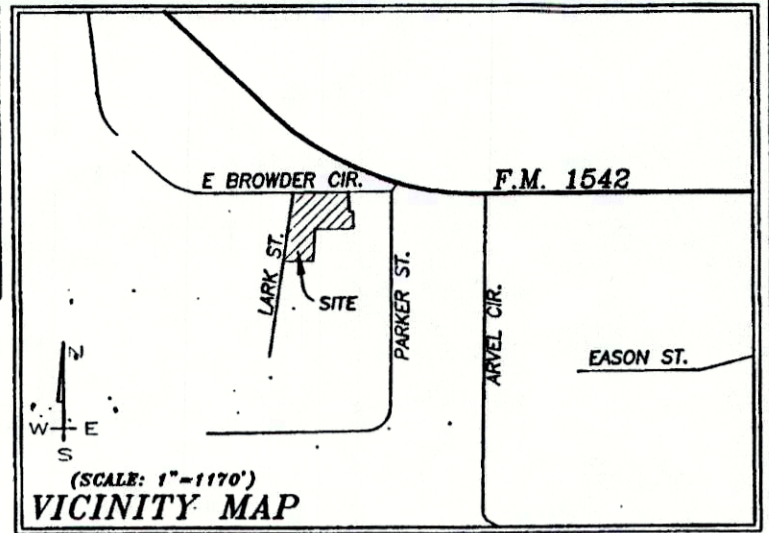 E BROWDER CIR.
F.M. 1542
LARK ST.
SITE
PARKER ST.
ARVEL CIR.
EASON ST.
N
W E
S
(SCALE: 1"=1170')
VICINITY MAP